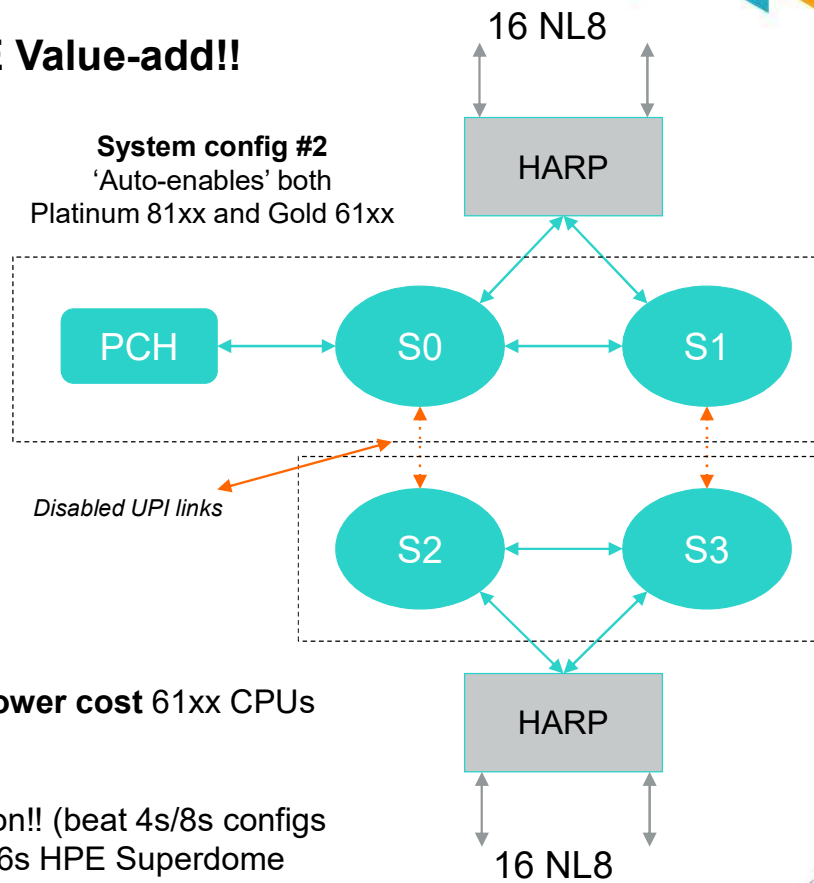 16 NL8
E Value-add!!
System config #2
‘Auto-enables’ both
Platinum 81xx and Gold 61xx
HARP
PCH
S0
S1
Disabled UPI links
S2
S3
ower cost 61xx CPUs
HARP
on!! (beat 4s/8s configs
6s HPE Superdome
16 NL8